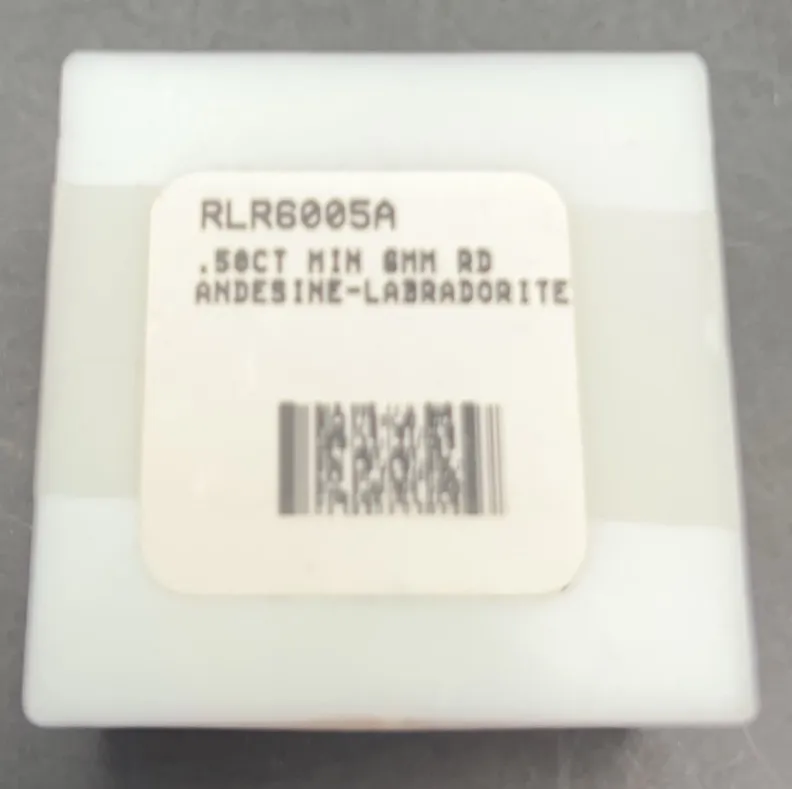 RLR6005A
.50CT MIN 6MM RD
ANDESINE-LABRADORITE